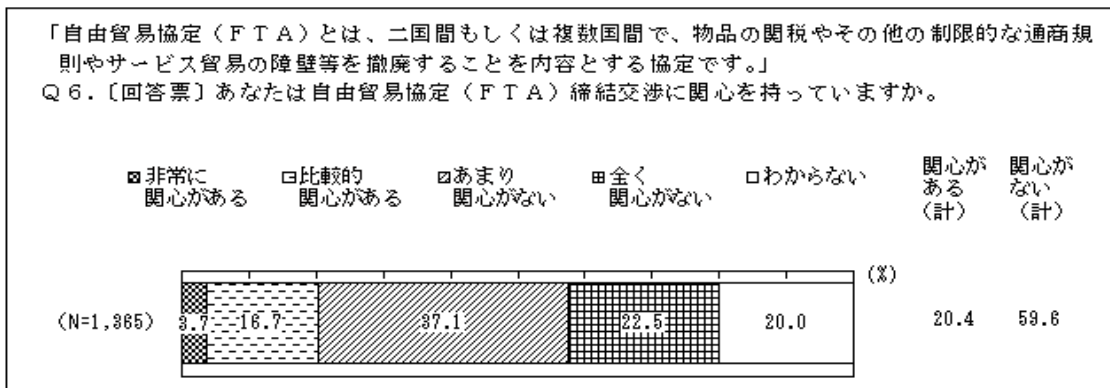 「自由貿易協定（ＦＴＡ）とは、二国間もしくは複数国間で、物品の関税やその他の制限的な通商規
則やサービス貿易の障壁等を撤廃することを内容とする協定です。」
Ｑ６．〔回答票〕あなたは自由貿易協定（ＦＴＡ）締結交渉に関心を持っていますか。
非常に 比較的 あまり 全く わからない 関心が 関心が
関心がある 関心がある 関心がない 関心がない ある ない
（計） （計）
(%)
(N=1,365) 3.7 16.7 37.1 22.5 20.0 20.4 59.6